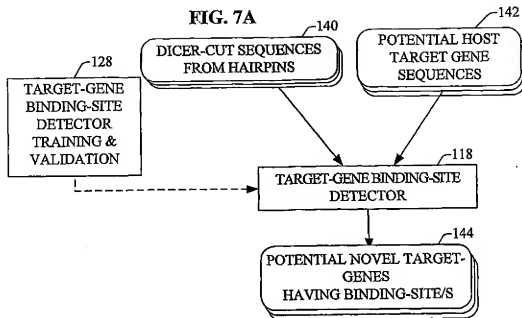 FIG. 7A
140
142
DICER-CUT SEQUENCES
FROM HAIRPINS
POTENTIAL HOST
TARGET GENE
SEQUENCES
128
TARGET-GENE
BINDING-SITE
DETECTOR
TRAINING &
VALIDATION
118
TARGET-GENE BINDING-SITE
DETECTOR
144
POTENTIAL NOVEL TARGET-
GENES
HAVING BINDING-SITE/S